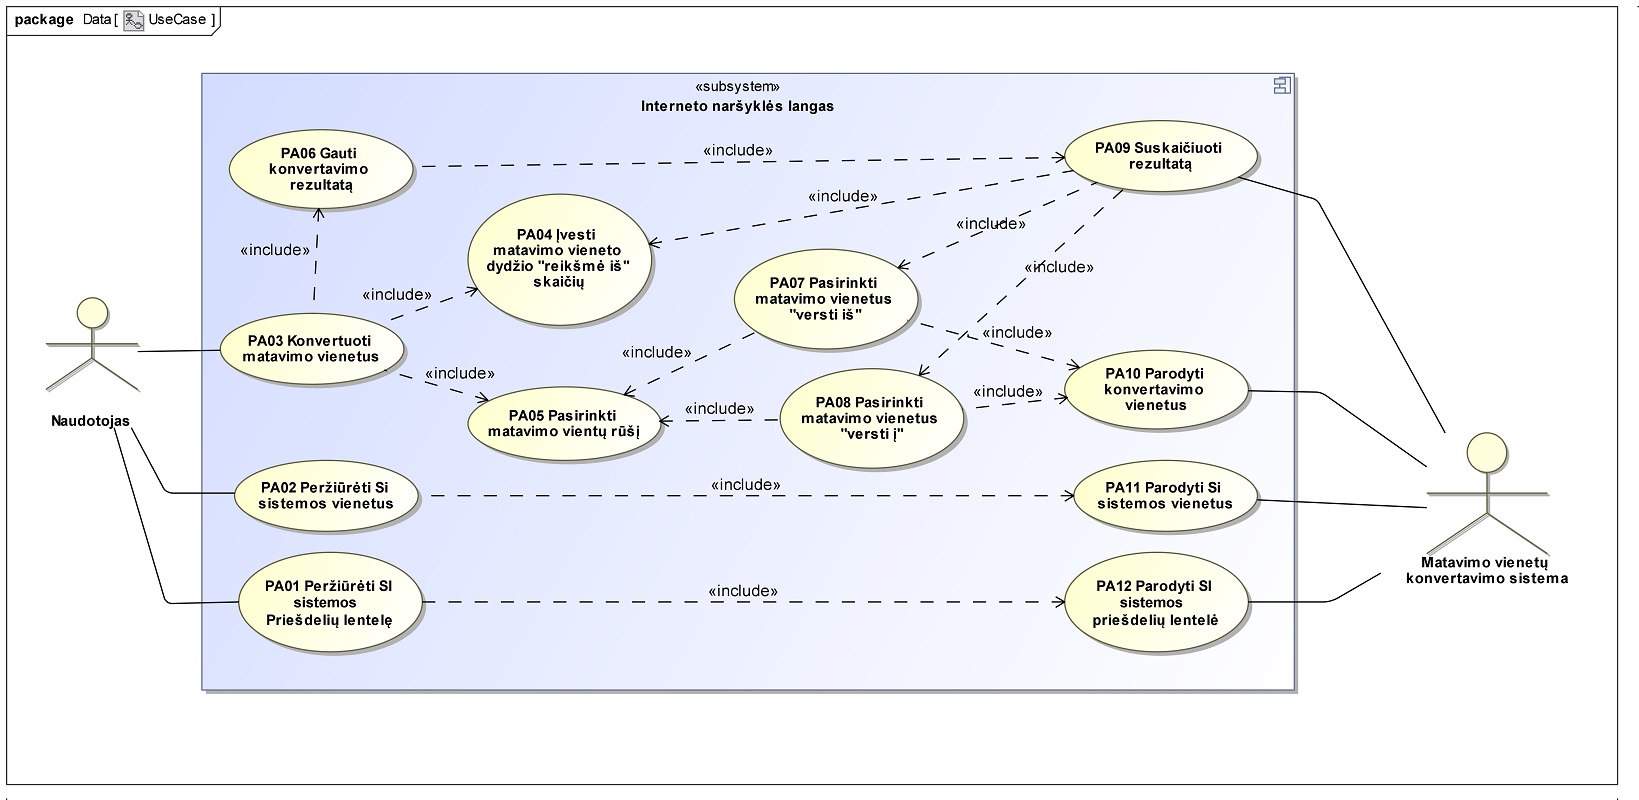 package Data [ UseCase ]
«subsystem»
Interneto naršyklės langas
PA06 Gauti
konvertavimo
rezultatą
«include»
PA09 Suskaičiuoti
rezultatą
«include»
«include»
«include»
«include»
PA04 Įvesti
matavimo vieneto
dydžio "reikšmė iš"
skaičių
PA07 Pasirinkti
matavimo vienetus
"versti iš"
«include»
PA03 Konvertuoti
matavimo vienetus
«include»
«include»
«include»
PA10 Parodyti
konvertavimo
vienetus
PA05 Pasirinkti
matavimo vientų rūšį
«include»
PA08 Pasirinkti
matavimo vienetus
"versti į"
«include»
Naudotojas
PA02 Peržiūrėti Si
sistemos vienetus
«include»
PA11 Parodyti Si
sistemos vienetus
PA01 Peržiūrėti SI
sistemos
Priešdelių lentelę
«include»
PA12 Parodyti SI
sistemos
priešdelių lentelė
Matavimo vienetų
konvertavimo sistema